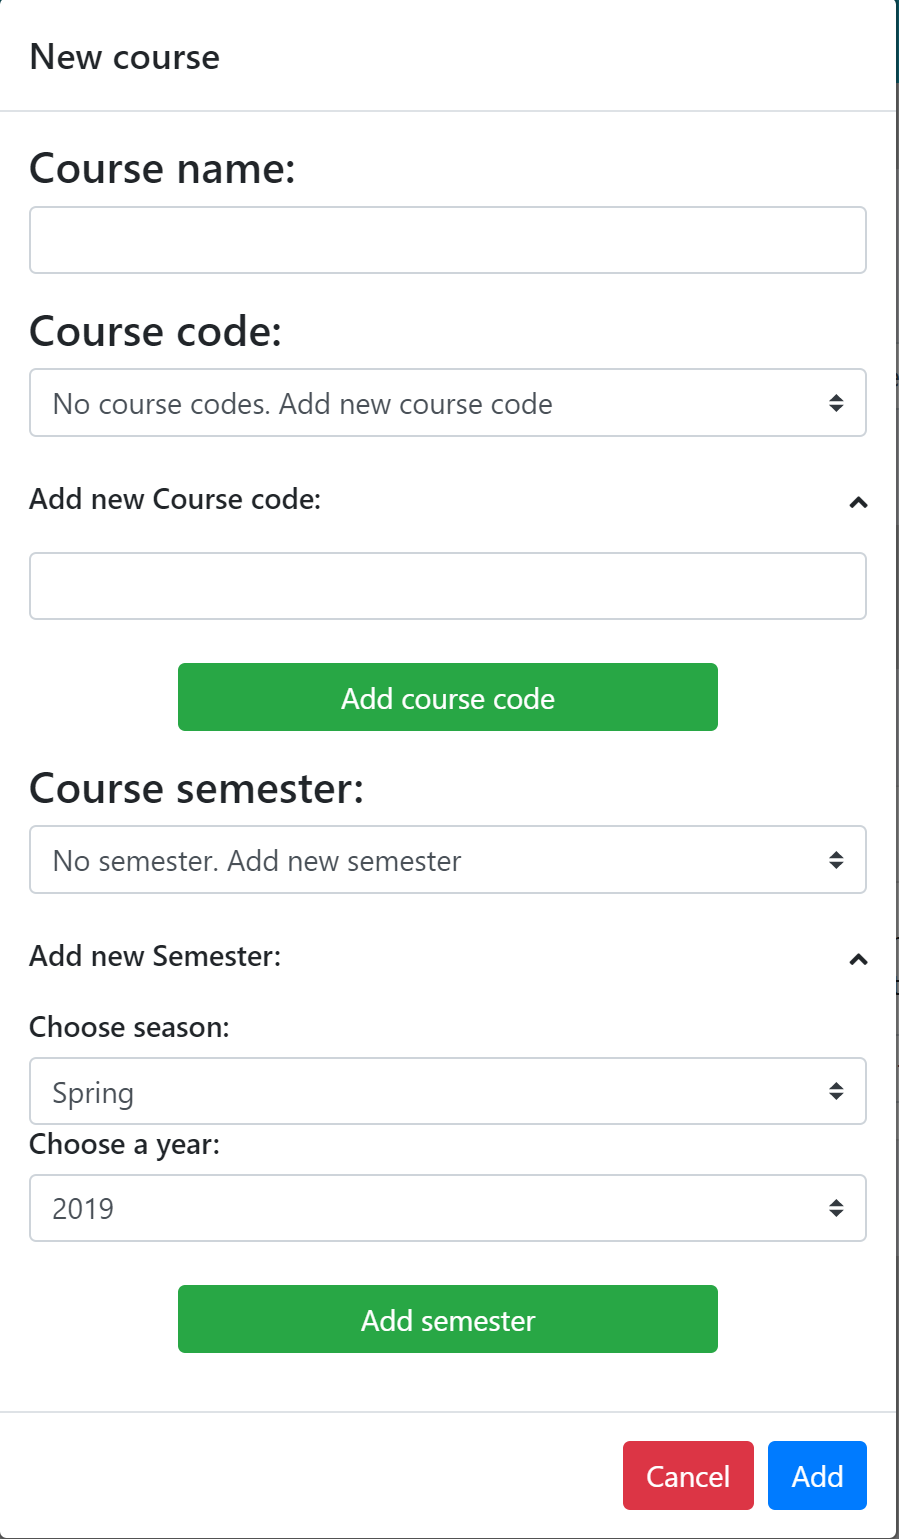 New course
Course name:
Course code:
No course codes. Add new course code
Add new Course code:
Add course code
Course semester:
No semester. Add new semester
Add new Semester:
Choose season:
Spring
Choose a year:
2019
Add semester
Cancel Add